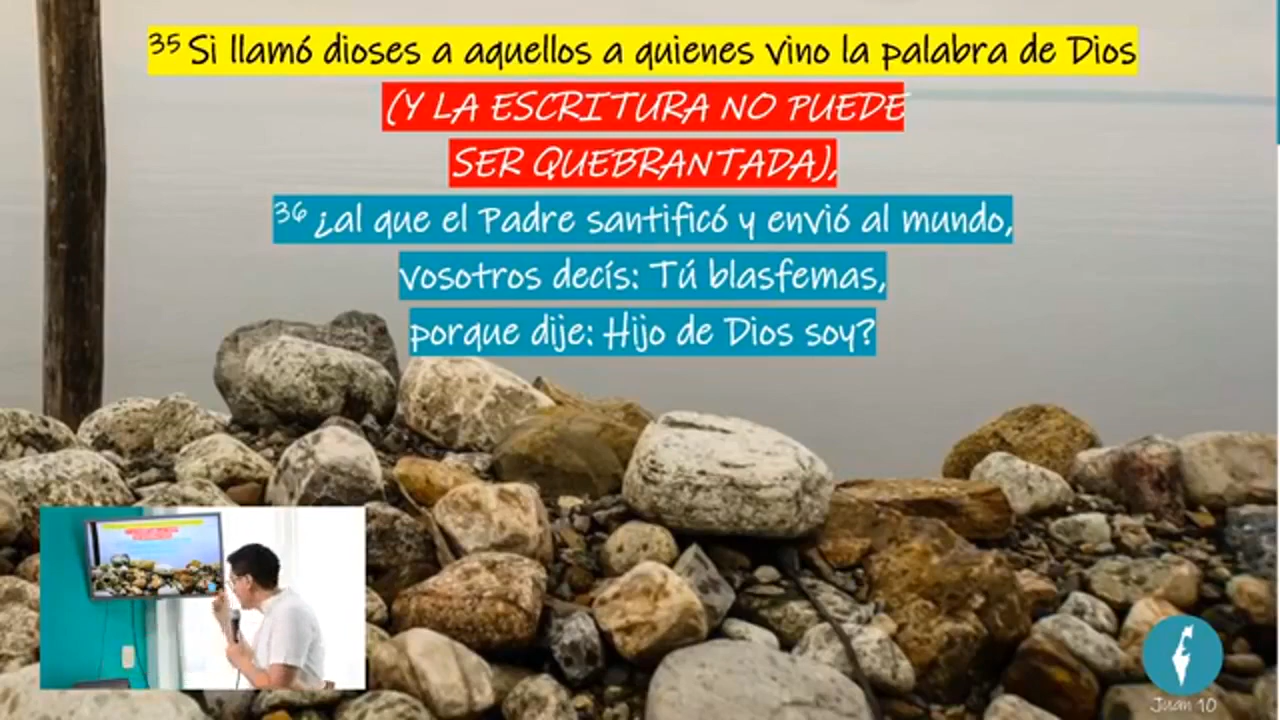 35 Si llamó dioses a aquellos a quienes vino la palabra de Dios
(Y LA ESCRITURA NO PUEDE
SER QUEBRANTADA),
36 ¿al que el Padre santificó y envió al mundo,
vosotros decís: Tú blasfemas,
porque dije: Hijo de Dios soy?
Juan 10